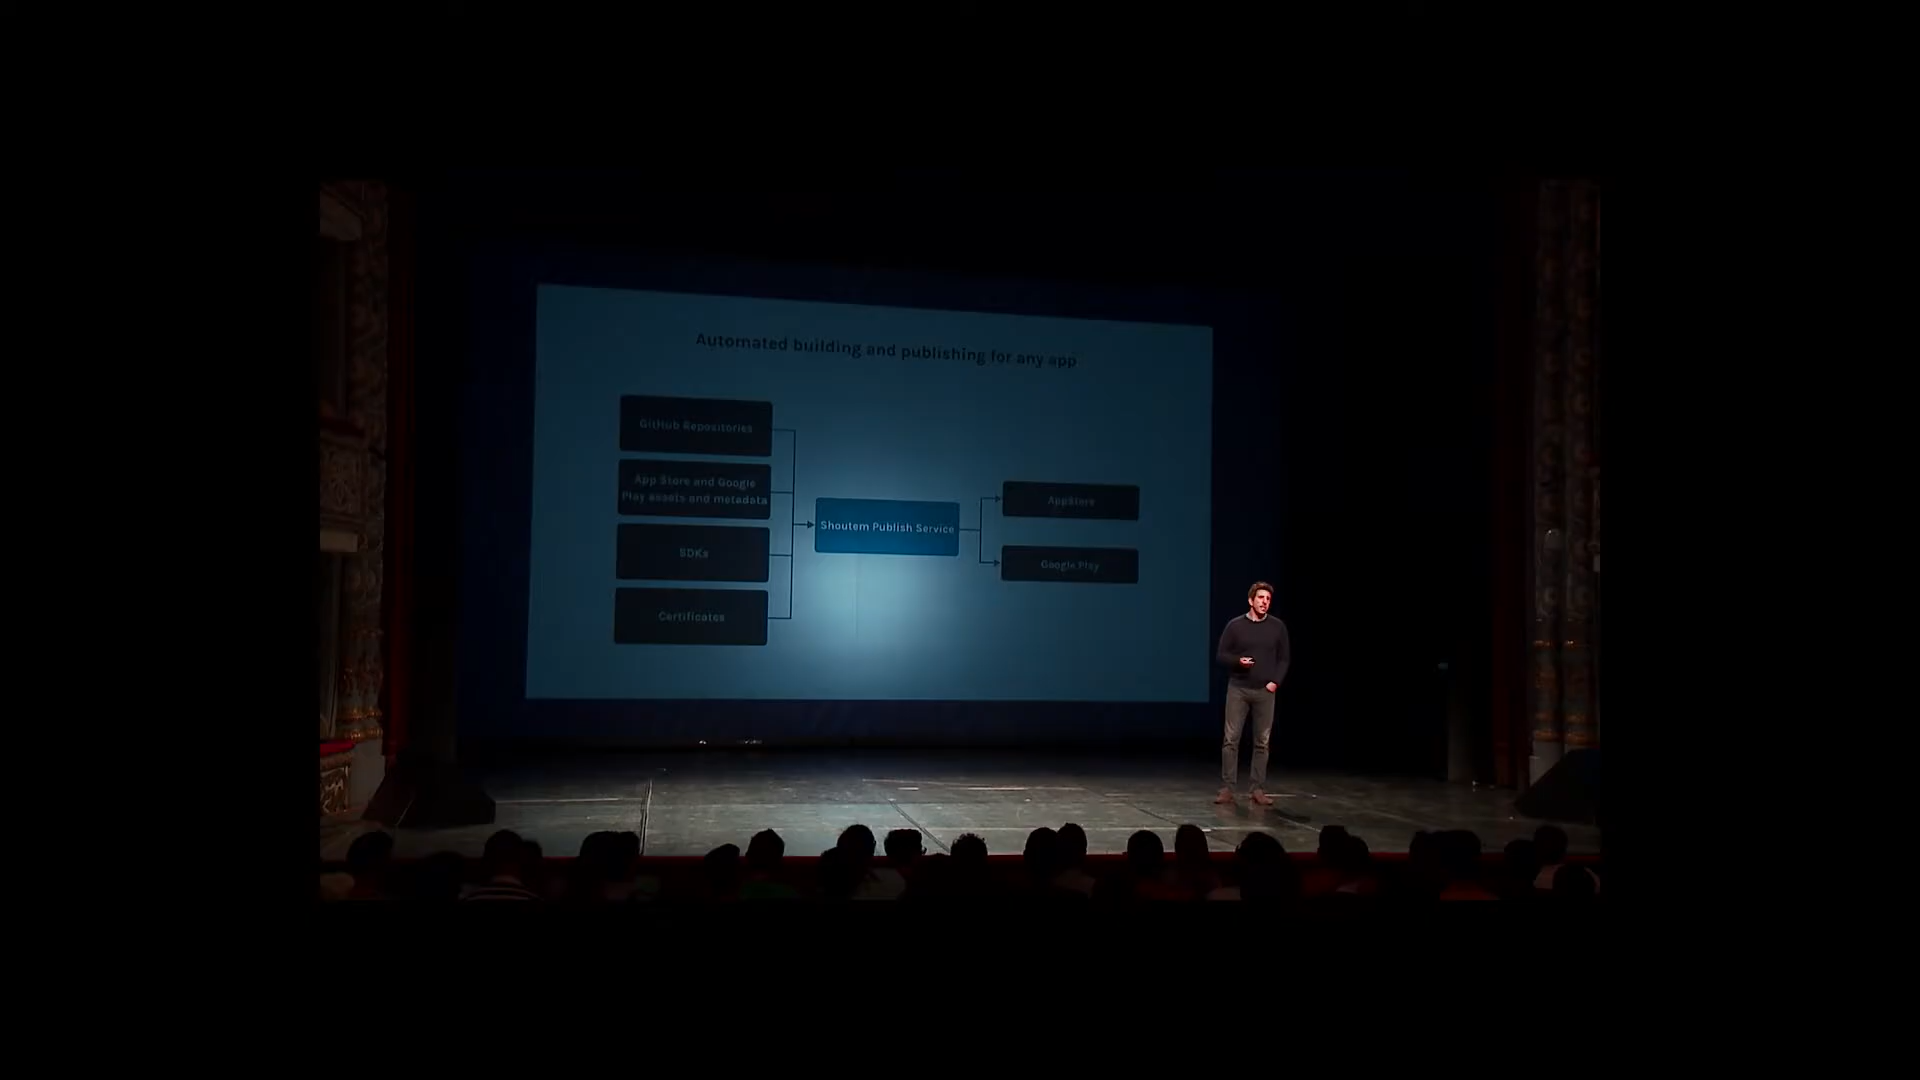 Automated building and publishing for any app
GitHub Repositories
App Store and Google
Play assets and metadata
SDKs
Certificates
Shoutem Publish Service
AppStore
Google Play